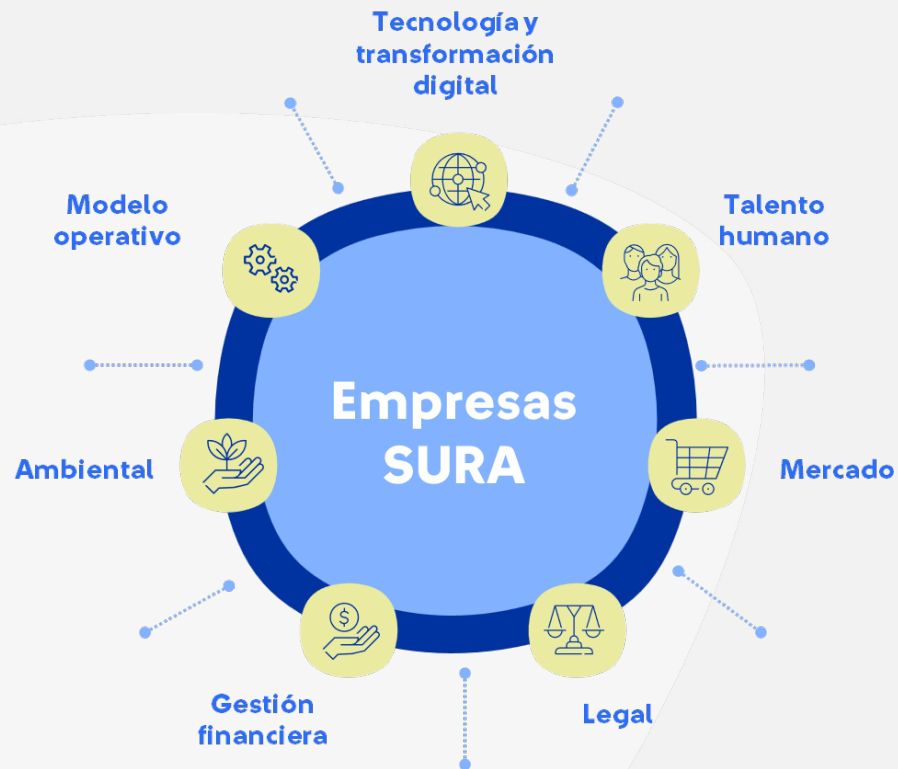 Tecnología y
transformación
digital
Modelo
operativo
Talento
humano
Empresas
SURA
Ambiental
Mercado
Gestión
financiera
Legal
$